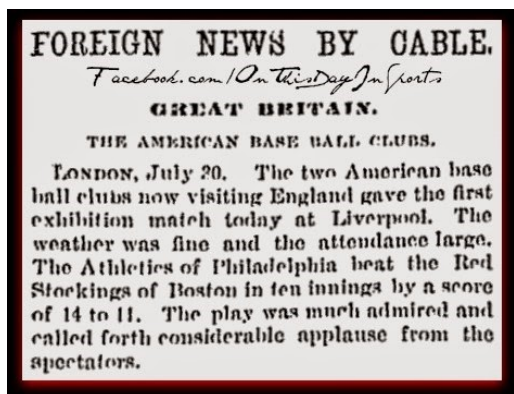 FOREIGN NEWS BY CABLE.
Facebook.com/OnThisDayInSports
GREAT BRITAIN.
THE AMERICAN BASE BALL CLUBS.
LONDON, July 20. The two American base
ball clubs now visiting England gave the first
exhibition match today at Liverpool. The
weather was fine and the attendance large.
The Athletics of Philadelphia beat the Red
Stockings of Boston in ten innings by a score
of 14 to 11. The play was much admired and
called forth considerable applause from the
spectators.